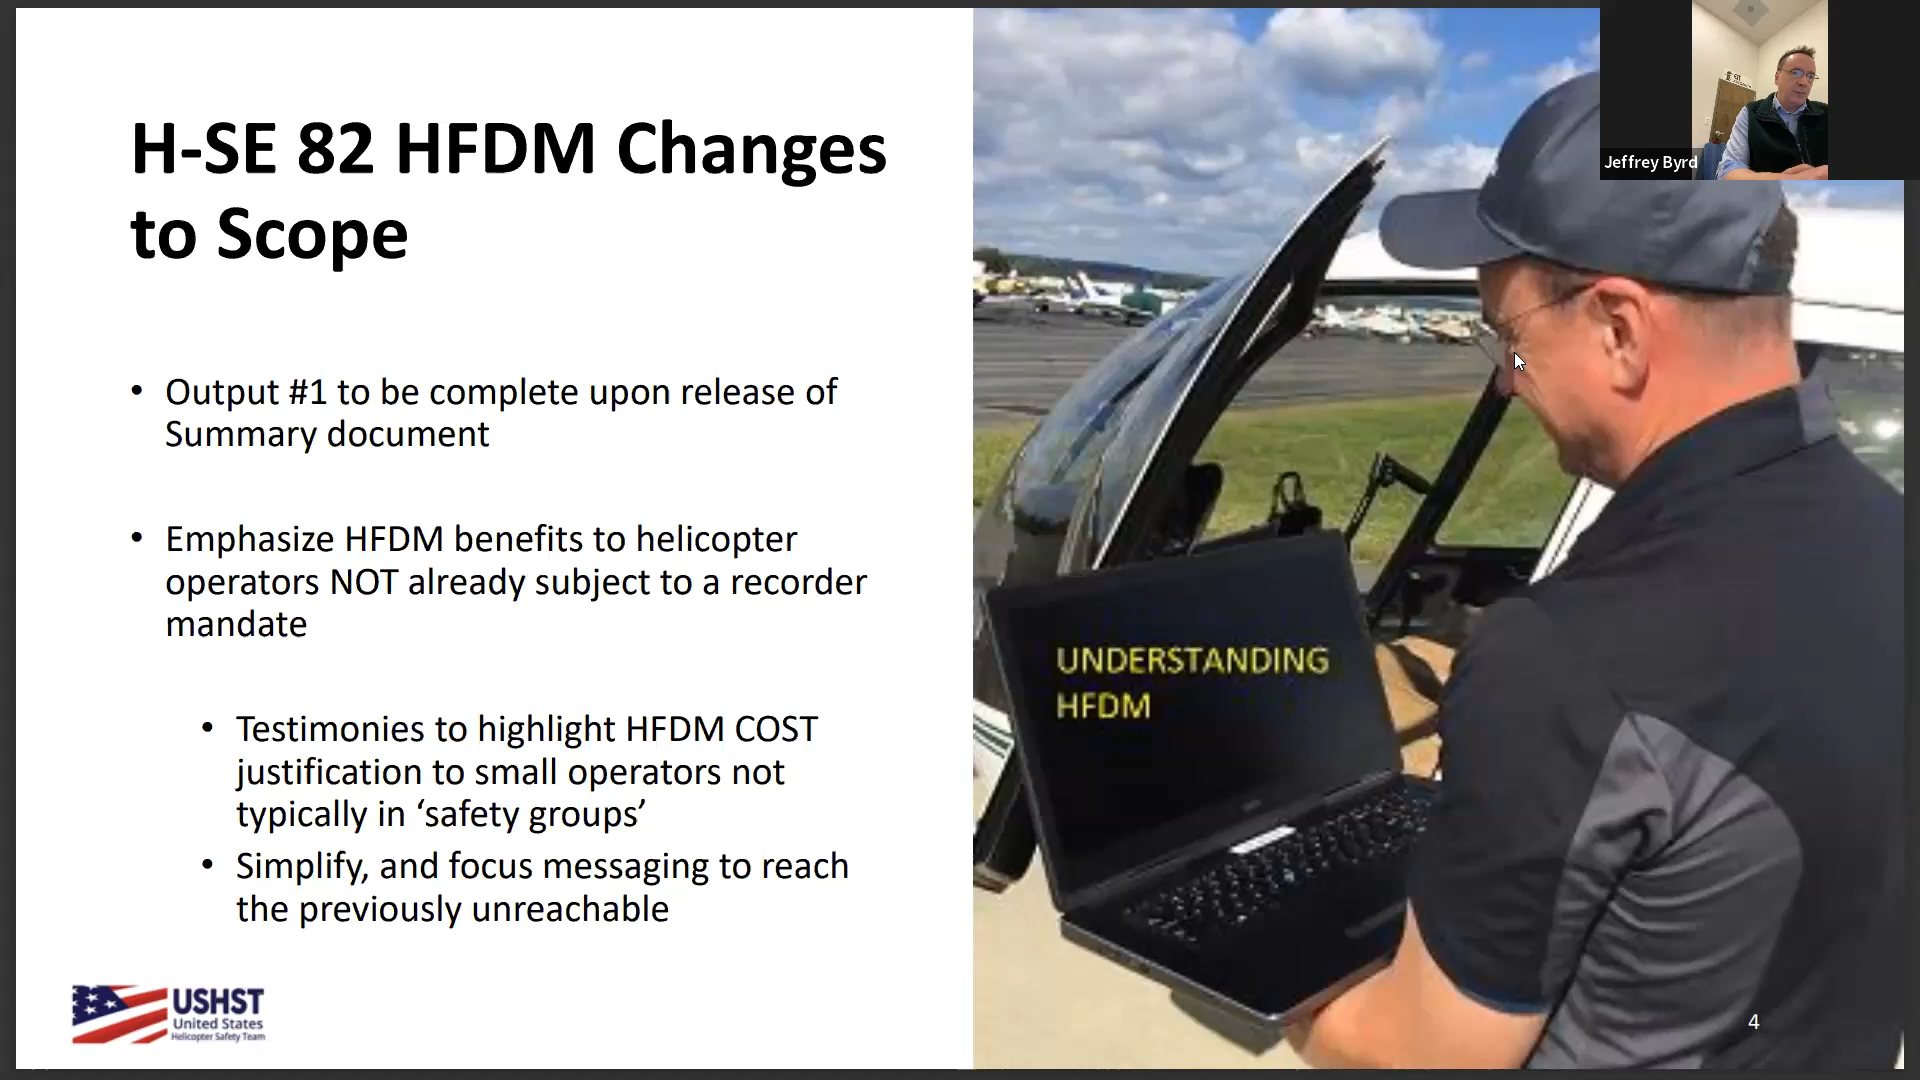 H-SE 82 HFDM Changes
to Scope
• Output #1 to be complete upon release of
Summary document
• Emphasize HFDM benefits to helicopter
operators NOT already subject to a recorder
mandate
• Testimonies to highlight HFDM COST
justification to small operators not
typically in ‘safety groups’
• Simplify, and focus messaging to reach
the previously unreachable
USHST
United States
Helicopter Safety Team
UNDERSTANDING
HFDM
Jeffrey Byrd
4